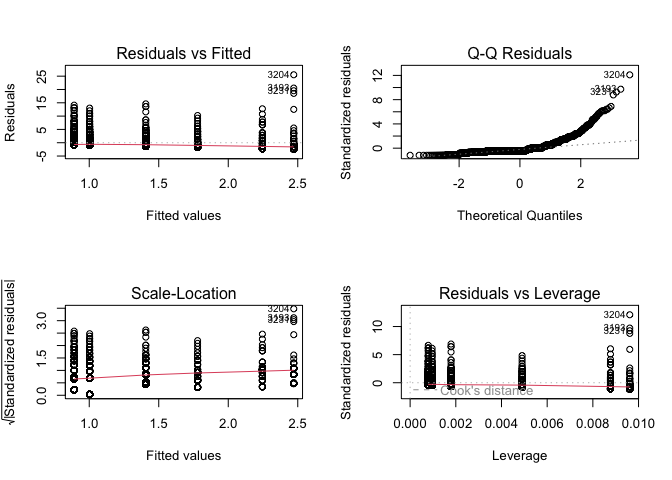 Residuals vs Fitted
Residuals
25
15
5
-5
3204
1.0 1.5 2.0 2.5
Fitted values
Q-Q Residuals
Standardized residuals
12
8
4
0
3204
-2 0 2
Theoretical Quantiles
Scale-Location
√|Standardized residuals|
3.0
1.5
0.0
3204
1.0 1.5 2.0 2.5
Fitted values
Residuals vs Leverage
Standardized residuals
10
5
0
3204
Cook's distance
0.000 0.002 0.004 0.006 0.008 0.010
Leverage